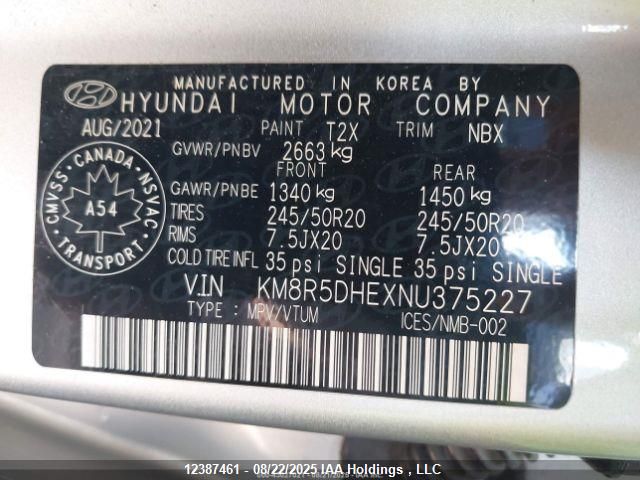 MANUFACTURED IN KOREA BY
HYUNDAI MOTOR COMPANY
AUG/2021 PAINT T2X TRIM NBX
GVWR/PNBV 2663 kg
FRONT REAR
GAWR/PNBE 1340 kg 1450 kg
TIRES 245/50R20 245/50R20
RIMS 7.5JX20 7.5JX20
COLD TIRE INFL 35 psi SINGLE 35 psi SINGLE
CMVSS • CANADA • NSVAC
A54
TRANSPORT
V.I.N KM8R5DHEXNU375227
TYPE : MPV/VTUM ICES/NMB-002
12387461 - 08/22/2025 IAA Holdings , LLC